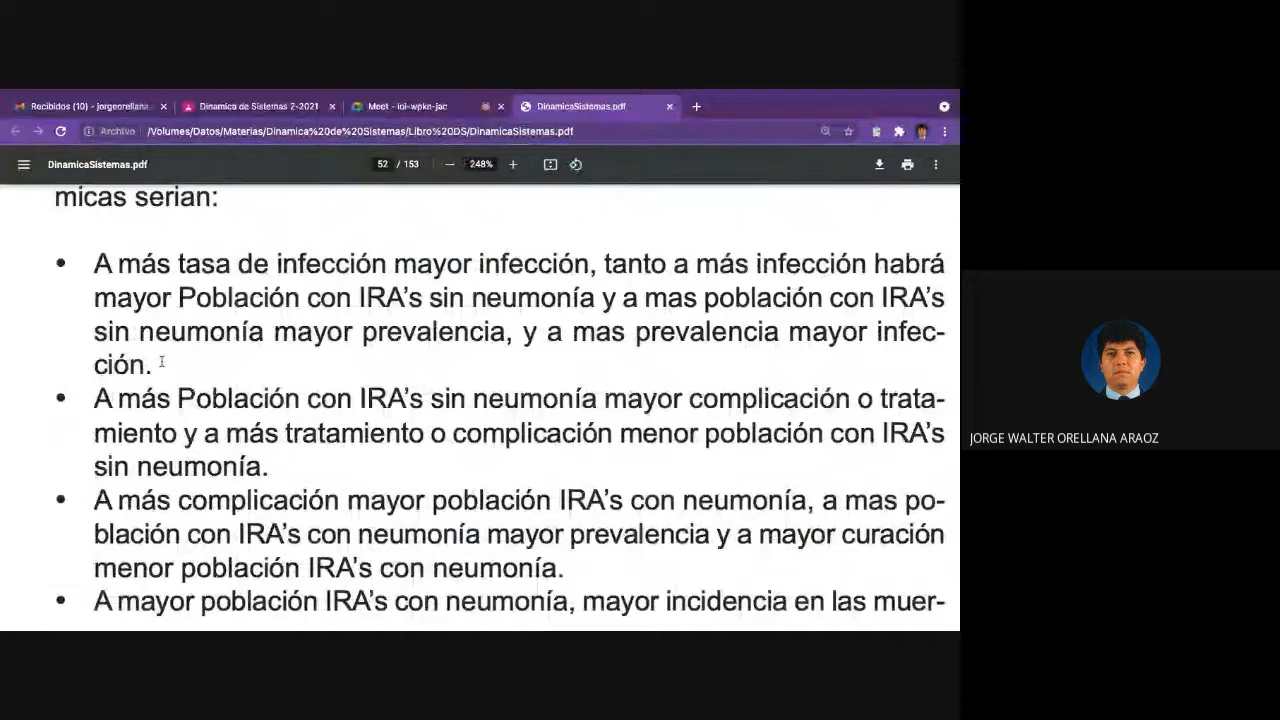 Recibidos (10) - jorgeorellana
Dinamica de Sistemas 2-2021
Meet - ioi-wpkn-jac
DinamicaSistemas.pdf
Archivo
/Volumes/Datos/Materias/Dinamica%20de%20Sistemas/Libro%20DS/DinamicaSistemas.pdf
DinamicaSistemas.pdf
52 / 153
248%
micas serian:
• A más tasa de infección mayor infección, tanto a más infección habrá
mayor Población con IRA’s sin neumonía y a mas población con IRA’s
sin neumonía mayor prevalencia, y a mas prevalencia mayor infec-
ción.
• A más Población con IRA’s sin neumonía mayor complicación o trata-
miento y a más tratamiento o complicación menor población con IRA’s
sin neumonía.
• A más complicación mayor población IRA’s con neumonía, a mas po-
blación con IRA’s con neumonía mayor prevalencia y a mayor curación
menor población IRA’s con neumonía.
• A mayor población IRA’s con neumonía, mayor incidencia en las muer-
JORGE WALTER ORELLANA ARAOZ